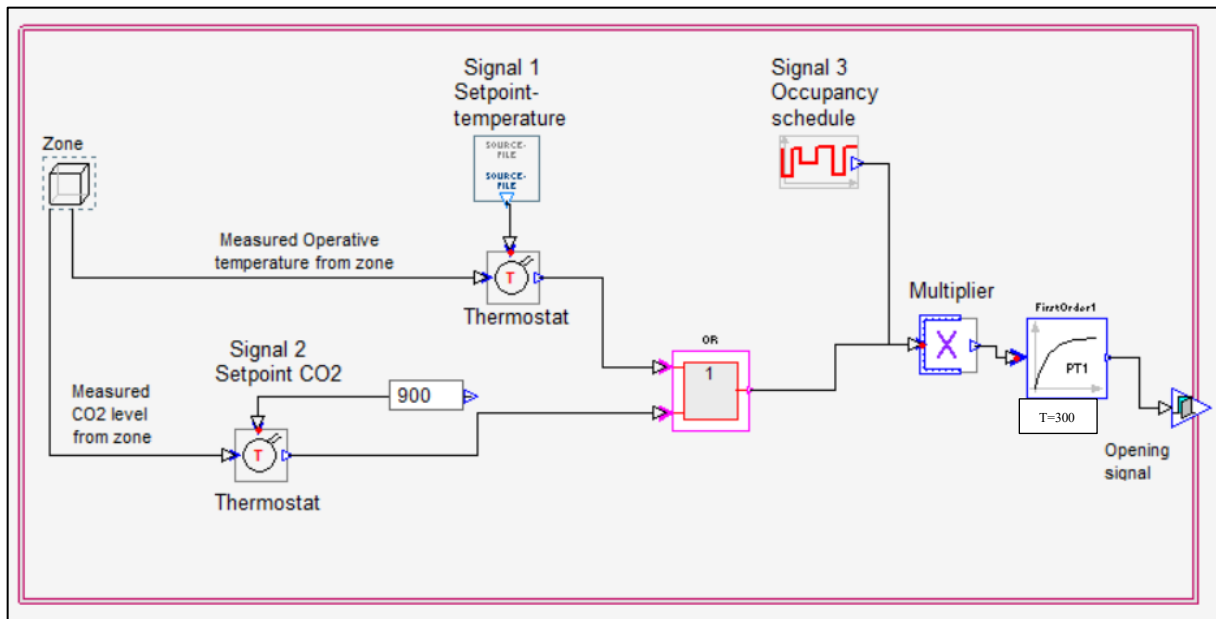 Signal 1
Setpoint-
temperature
Signal 3
Occupancy
schedule
Zone
SOURCE-
FILE
SOURCE-
FILE
Measured Operative
temperature from zone
T
Thermostat
Multiplier
X
FirstOrder1
PT1
T=300
OR
1
Signal 2
Setpoint CO2
900
Measured
CO2 level
from zone
T
Thermostat
Opening
signal